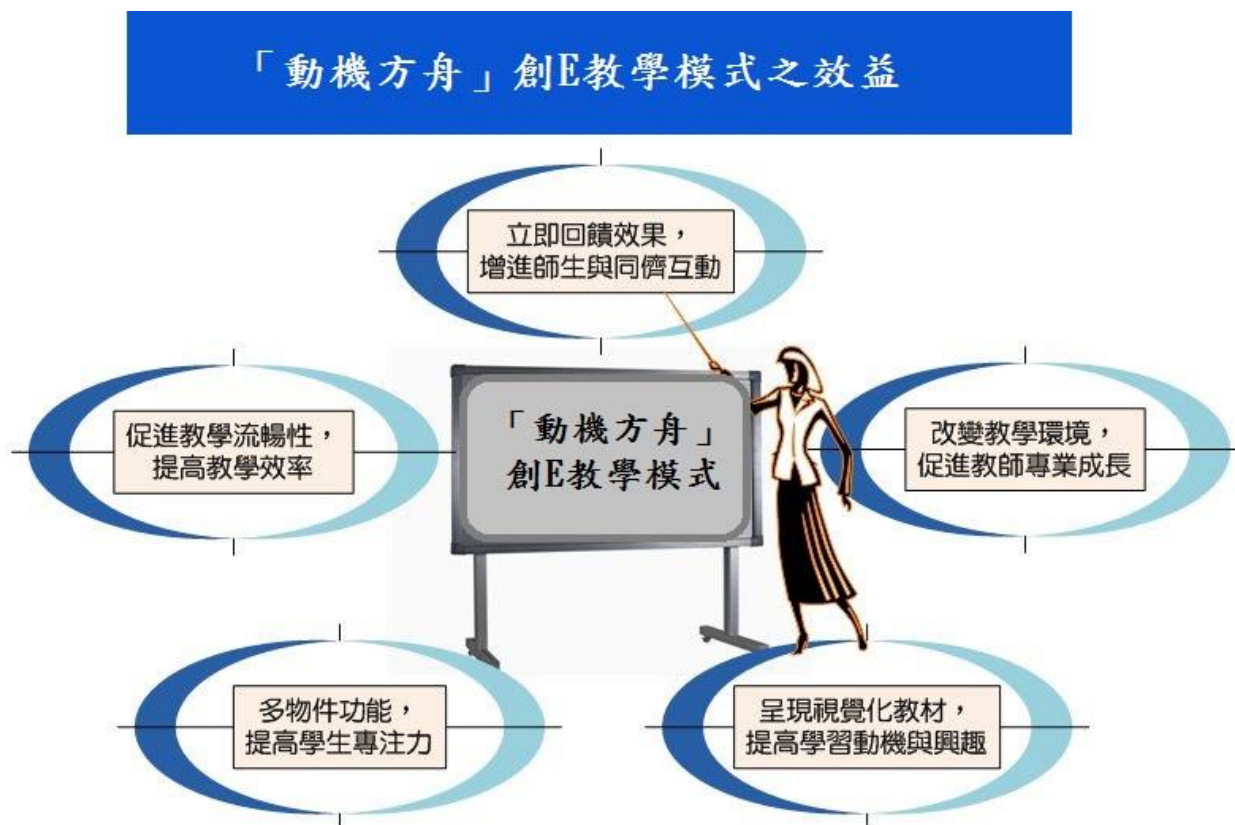 「動機方舟」創E教學模式之效益
立即回饋效果，
增進師生與同儕互動
促進教學流暢性，
提高教學效率
「動機方舟」
創E教學模式
改變教學環境，
促進教師專業成長
多物件功能，
提高學生專注力
呈現視覺化教材，
提高學習動機與興趣